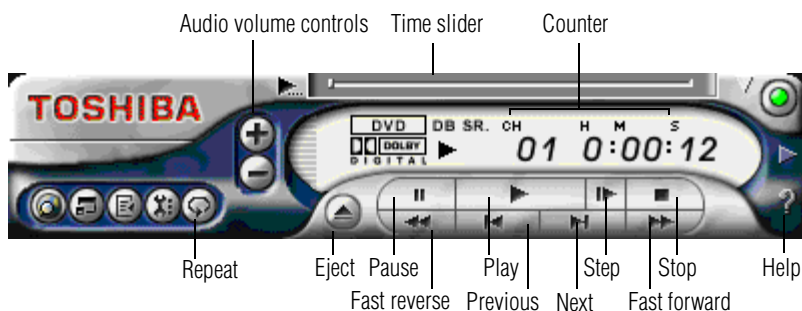 Audio volume controls Time slider Counter
TOSHIBA
DVD DB SR. CH H M S
DOLBY DIGITAL 01 0:00:12
?
Repeat Eject Pause Play Step Stop Help
Fast reverse Previous Next Fast forward